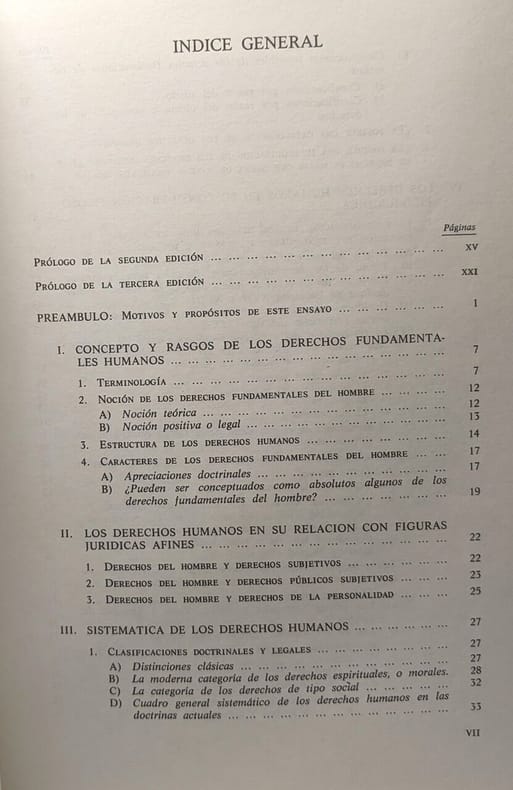 INDICE GENERAL
Páginas
PRÓLOGO DE LA SEGUNDA EDICIÓN ... ... ... ... ... ... ... ... ... ... ... ... ... XV
PRÓLOGO DE LA TERCERA EDICIÓN ... ... ... ... ... ... ... ... ... ... ... ... ... XXI
PREAMBULO: MOTIVOS Y PROPÓSITOS DE ESTE ENSAYO ... ... ... ... ... ... 1
I. CONCEPTO Y RASGOS DE LOS DERECHOS FUNDAMENTA-
LES HUMANOS ... ... ... ... ... ... ... ... ... ... ... ... ... ... ... 7
1. TERMINOLOGÍA ... ... ... ... ... ... ... ... ... ... ... ... ... ... ... 7
2. NOCIÓN DE LOS DERECHOS FUNDAMENTALES DEL HOMBRE ... ... ... ... 12
A) Noción teórica ... ... ... ... ... ... ... ... ... ... ... ... ... 12
B) Noción positiva o legal ... ... ... ... ... ... ... ... ... ... ... 13
3. ESTRUCTURA DE LOS DERECHOS HUMANOS ... ... ... ... ... ... ... ... 14
4. CARACTERES DE LOS DERECHOS FUNDAMENTALES DEL HOMBRE ... ... 17
A) Apreciaciones doctrinales ... ... ... ... ... ... ... ... ... ... 17
B) ¿Pueden ser conceptuados como absolutos algunos de los
derechos fundamentales del hombre? ... ... ... ... ... ... ... 19
II. LOS DERECHOS HUMANOS EN SU RELACION CON FIGURAS
JURIDICAS AFINES ... ... ... ... ... ... ... ... ... ... ... ... ... ... 22
1. DERECHOS DEL HOMBRE Y DERECHOS SUBJETIVOS ... ... ... ... ... ... 22
2. DERECHOS DEL HOMBRE Y DERECHOS PÚBLICOS SUBJETIVOS ... ... ... 23
3. DERECHOS DEL HOMBRE Y DERECHOS DE LA PERSONALIDAD ... ... ... 25
III. SISTEMATICA DE LOS DERECHOS HUMANOS ... ... ... ... ... ... 27
1. CLASIFICACIONES DOCTRINALES Y LEGALES ... ... ... ... ... ... ... ... 27
A) Distinciones clásicas ... ... ... ... ... ... ... ... ... ... ... ... 27
B) La moderna categoría de los derechos espirituales, o morales. 28
C) La categoría de los derechos de tipo social ... ... ... ... ... 32
D) Cuadro general sistemático de los derechos humanos en las
doctrinas actuales ... ... ... ... ... ... ... ... ... ... ... ... ... 33
VII